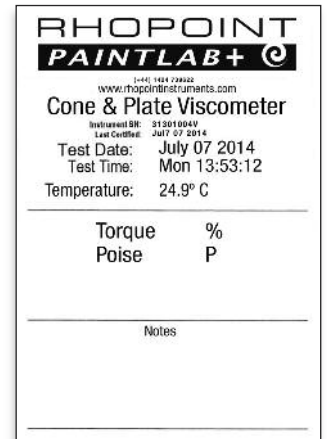 RHOPOINT
PAINTLAB+
(+44) 1424 739622
www.rhopointinstruments.com
Cone & Plate Viscometer
Instrument SN: 31301004V
Last Certified: Jul7 07 2014
Test Date: July 07 2014
Test Time: Mon 13:53:12
Temperature: 24.9º C
Torque %
Poise P
Notes